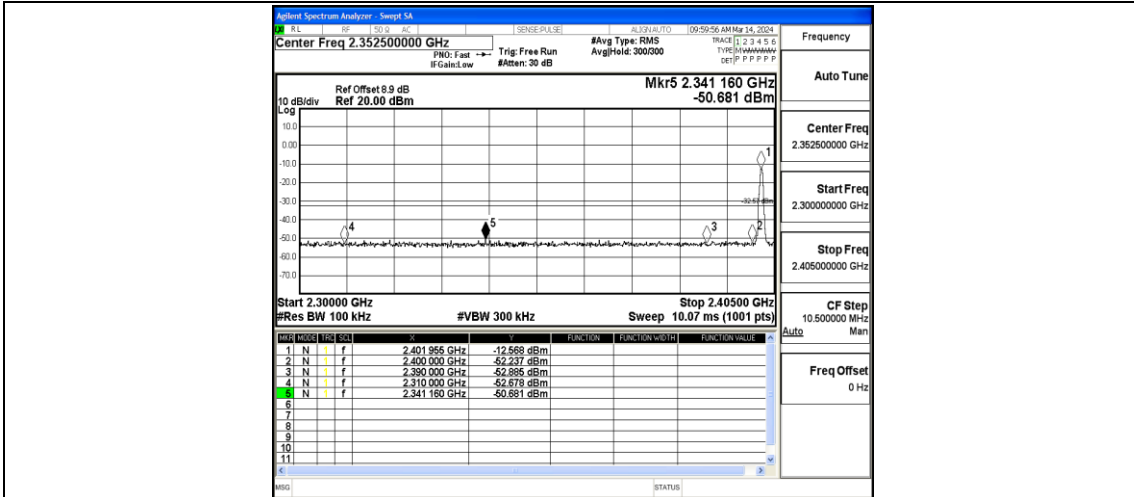 Agilent Spectrum Analyzer - Swept SA
RL RF 50 Ω AC SENSE:PULSE ALIGN AUTO 09:59:56 AM Mar 14, 2024
Center Freq 2.352500000 GHz
#Avg Type: RMS
TRACE 1 2 3 4 5 6
PNO: Fast Trig: Free Run Avg|Hold: 300/300
TYPE
IFGain:Low #Atten: 30 dB
DET P P P P P P
Mkr5 2.341 160 GHz
-50.681 dBm
Ref Offset 8.9 dB
10 dB/div Ref 20.00 dBm
Log
10.0
0.00
-10.0
-20.0
-30.0
-40.0
-50.0
-60.0
-70.0
1
-32.57 dBm
4
5
3
2
Start 2.30000 GHz Stop 2.40500 GHz
#Res BW 100 kHz #VBW 300 kHz Sweep 10.07 ms (1001 pts)
MKR MODE TRC SCL X Y FUNCTION FUNCTION WIDTH FUNCTION VALUE
1 N 1 f 2.401 955 GHz -12.568 dBm
2 N 1 f 2.400 000 GHz -52.237 dBm
3 N 1 f 2.390 000 GHz -52.885 dBm
4 N 1 f 2.310 000 GHz -52.678 dBm
5 N 1 f 2.341 160 GHz -50.681 dBm
6
7
8
9
10
11
MSG STATUS
Frequency
Auto Tune
Center Freq
2.352500000 GHz
Start Freq
2.300000000 GHz
Stop Freq
2.405000000 GHz
CF Step
10.500000 MHz
Auto Man
Freq Offset
0 Hz